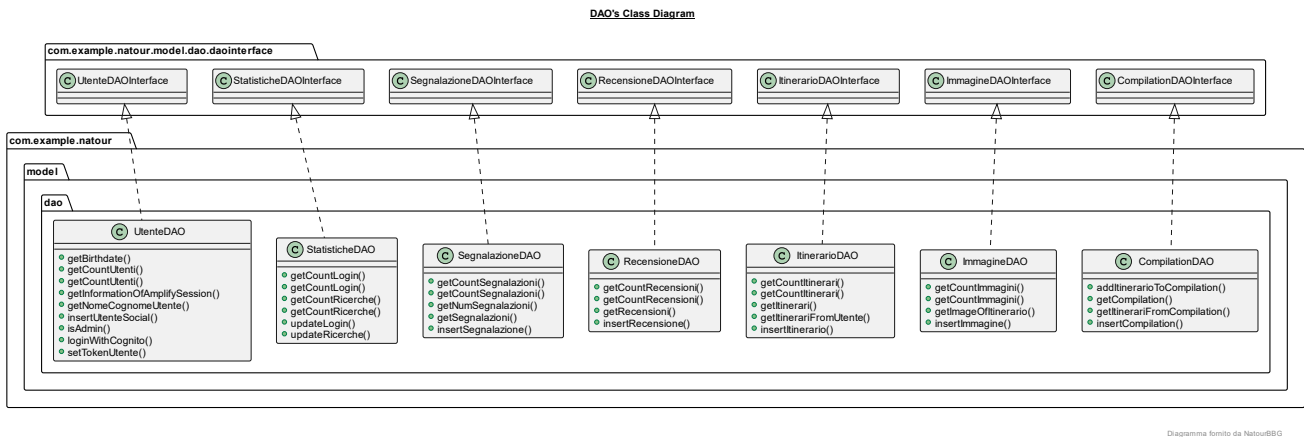 DAO's Class Diagram
com.example.natour.model.dao.daointerface
C UtenteDAOInterface
C StatisticheDAOInterface
C SegnalazioneDAOInterface
C RecensioneDAOInterface
C ItinerarioDAOInterface
C ImmagineDAOInterface
C CompilationDAOInterface
com.example.natour
model
dao
C UtenteDAO
getBirthdate()
getCountUtenti()
getCountUtenti()
getInformationOfAmplifySession()
getNomeCognomeUtente()
insertUtenteSocial()
isAdmin()
loginWithCognito()
setTokenUtente()
C StatisticheDAO
getCountLogin()
getCountLogin()
getCountRicerche()
getCountRicerche()
updateLogin()
updateRicerche()
C SegnalazioneDAO
getCountSegnalazioni()
getCountSegnalazioni()
getNumSegnalazioni()
getSegnalazioni()
insertSegnalazione()
C RecensioneDAO
getCountRecensioni()
getCountRecensioni()
getRecensioni()
insertRecensione()
C ItinerarioDAO
getCountItinerari()
getCountItinerari()
getItinerari()
getItinerariFromUtente()
insertItinerario()
C ImmagineDAO
getCountImmagini()
getCountImmagini()
getImageOfItinerario()
insertImmagine()
C CompilationDAO
addItinerarioToCompilation()
getCompilation()
getItinerariFromCompilation()
insertCompilation()
Diagramma fornito da NatourBBG